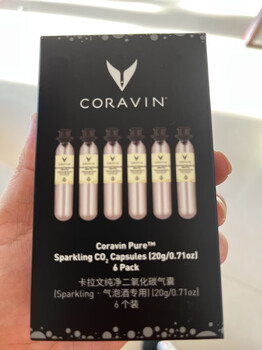 CORAVIN
Coravin Pure™
Sparkling CO₂ Capsules (20g/0.71oz)
6 Pack
卡拉文纯净二氧化碳气囊
(Sparkling·气泡酒专用) (20g/0.71oz)
6 个装